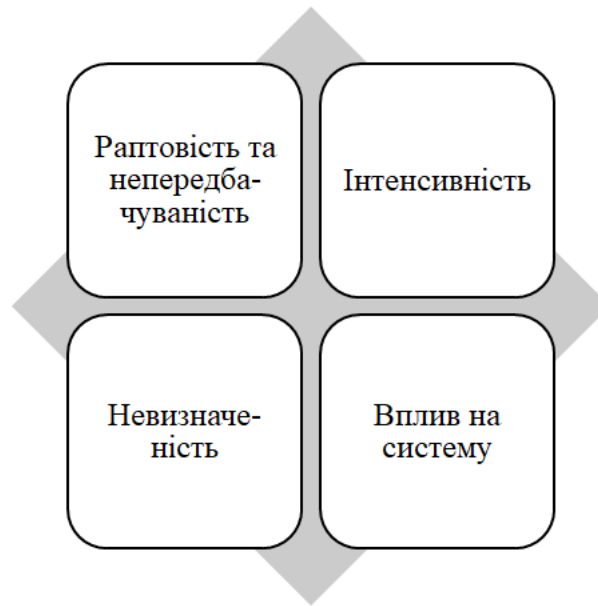 Раптовість та
непередба-
чуваність
Інтенсивність
Невизначе-
ність
Вплив на
систему